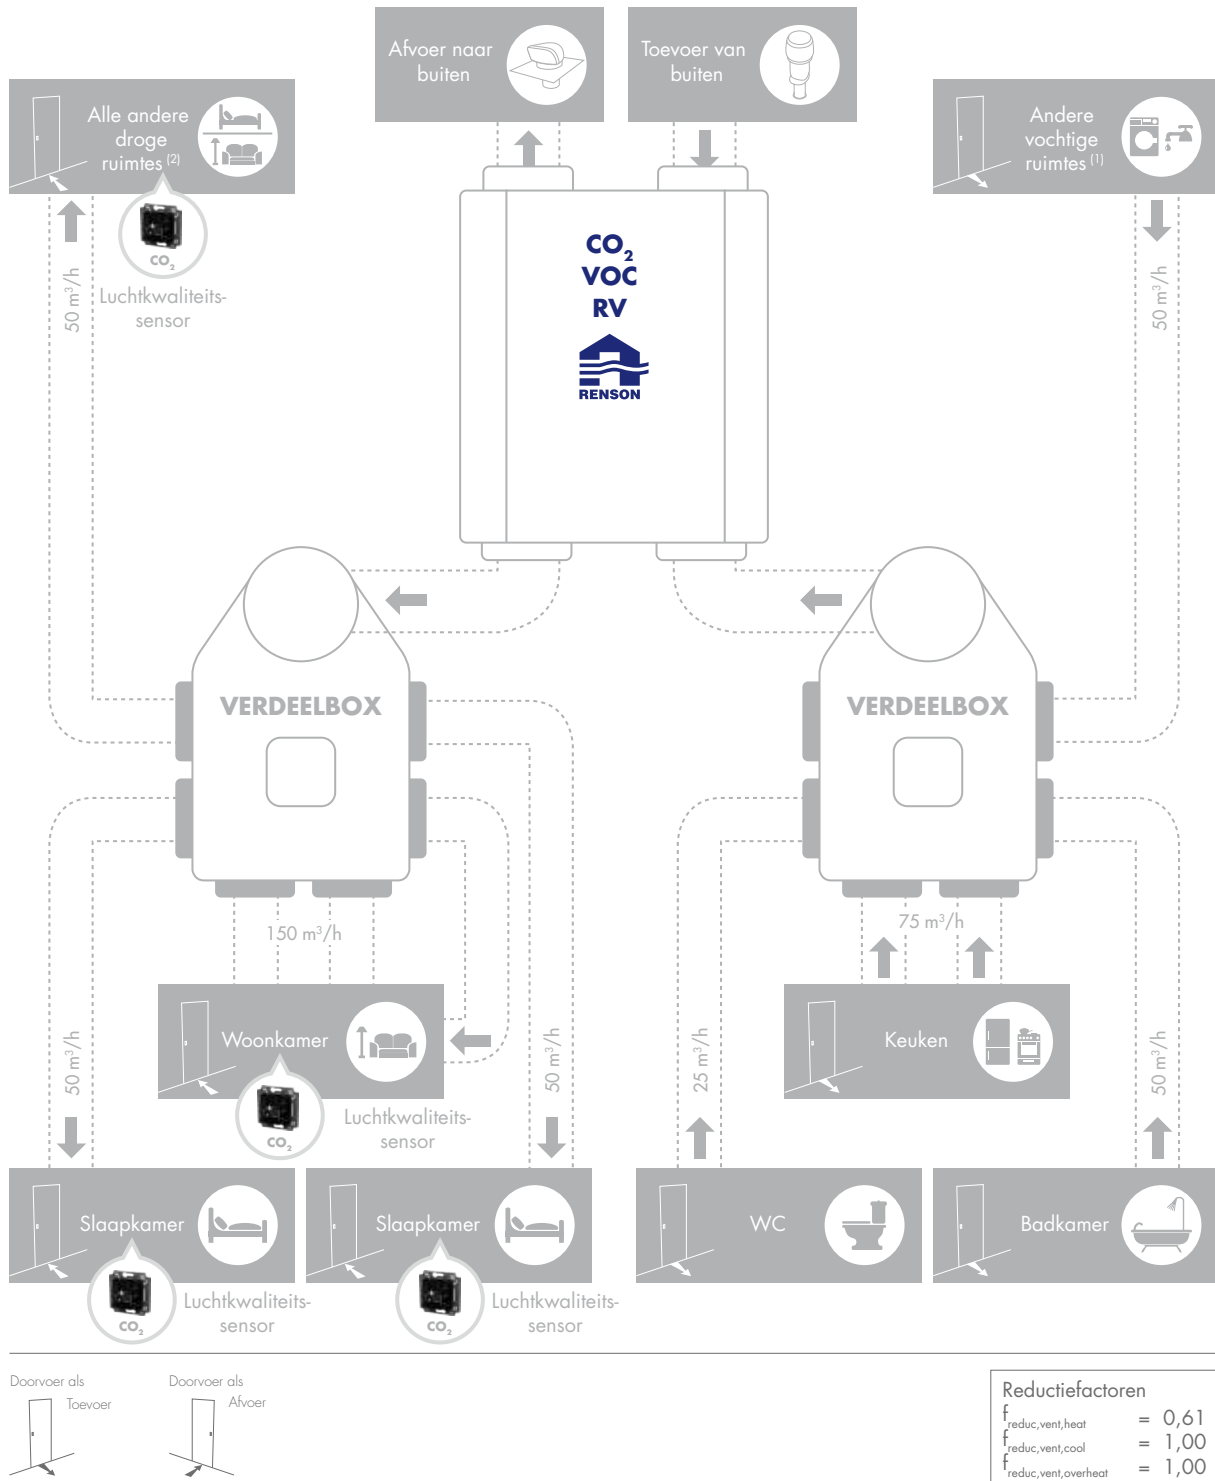 Afvoer naar
buiten
Toevoer van
buiten
Alle andere
droge
ruimtes (2)
Andere
vochtige
ruimtes (1)
CO₂
Luchtkwaliteits-
sensor
50 m³/h
50 m³/h
CO₂
VOC
RV
RENSON
VERDEELBOX
VERDEELBOX
150 m³/h
75 m³/h
Woonkamer
Keuken
50 m³/h
50 m³/h
25 m³/h
50 m³/h
CO₂
Luchtkwaliteits-
sensor
Slaapkamer
Slaapkamer
WC
Badkamer
CO₂
Luchtkwaliteits-
sensor
CO₂
Luchtkwaliteits-
sensor
Doorvoer als
Toevoer
Doorvoer als
Afvoer
Reductiefactoren
f reduc,vent,heat = 0,61
f reduc,vent,cool = 1,00
f reduc,vent,overheat = 1,00